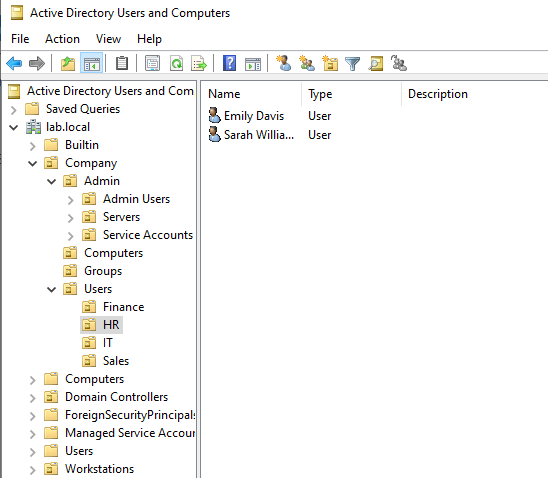 Active Directory Users and Computers
File Action View Help
Active Directory Users and Com
Saved Queries
lab.local
Builtin
Company
Admin
Admin Users
Servers
Service Accounts
Computers
Groups
Users
Finance
HR
IT
Sales
Computers
Domain Controllers
ForeignSecurityPrincipals
Managed Service Accour
Users
Workstations
Name Type Description
Emily Davis User
Sarah Willia... User